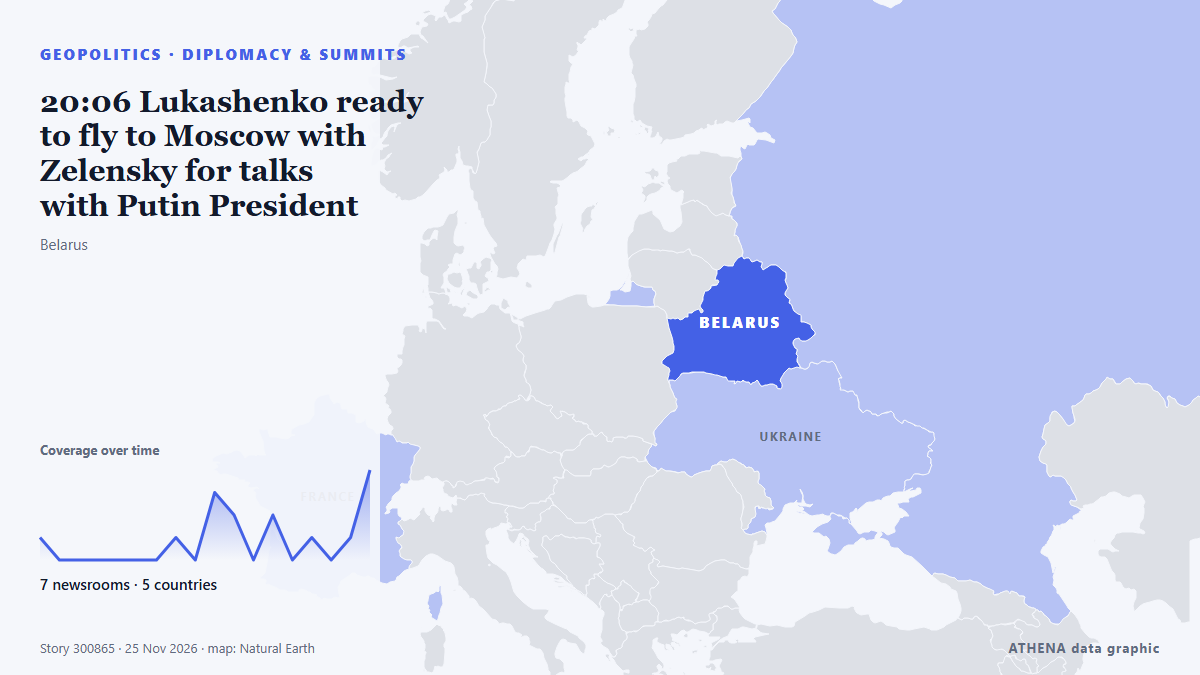 GEOPOLITICS · DIPLOMACY & SUMMITS
20:06 Lukashenko ready
to fly to Moscow with
Zelensky for talks
with Putin President
Belarus
BELARUS
UKRAINE
Coverage over time
FRANCE
7 newsrooms · 5 countries
Story 300865 · 25 Nov 2026 · map: Natural Earth
ATHENA data graphic